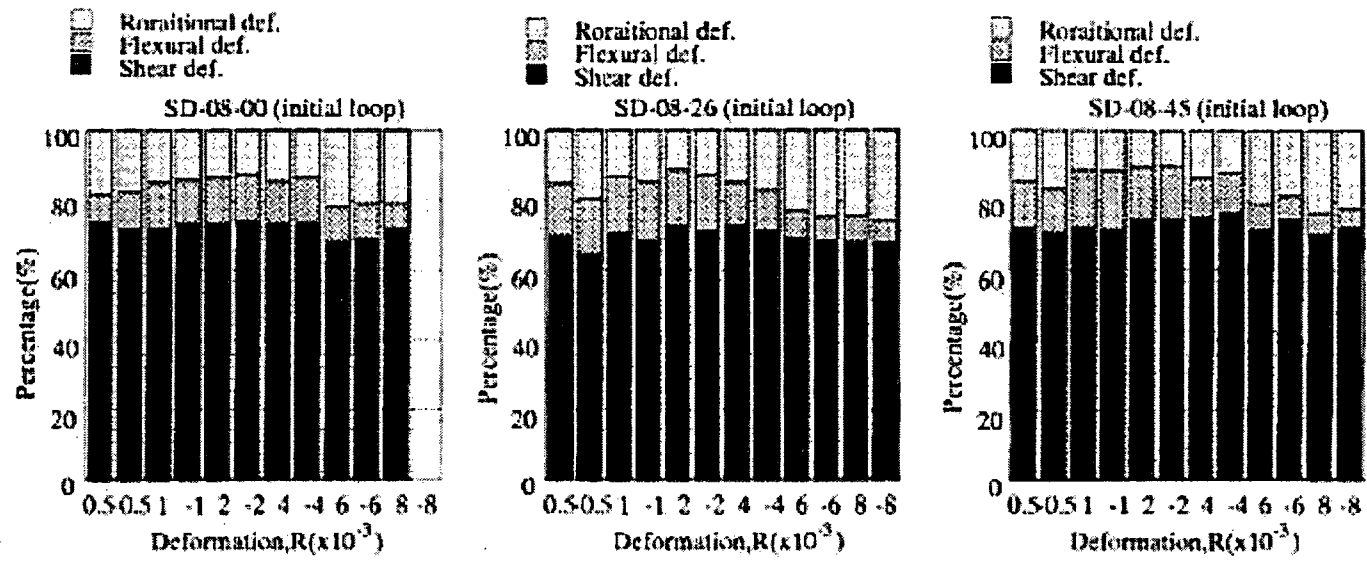 Roraitional def.
Flexural def.
Shear def.
SD-08-00 (initial loop)
100
80
60
40
20
0
Percentage(%)
0.5-0.5 1 -1 2 -2 4 -4 6 -6 8 -8
Deformation,R(x10-3)
Roraitional def.
Flexural def.
Shear def.
SD-08-26 (initial loop)
100
80
60
40
20
0
Percentage(%)
0.5-0.5 1 -1 2 -2 4 -4 6 -6 8 -8
Deformation,R(x10-3)
Roraitional def.
Flexural def.
Shear def.
SD-08-45 (initial loop)
100
80
60
40
20
0
Percentage(%)
0.5-0.5 1 -1 2 -2 4 -4 6 -6 8 -8
Deformation,R(x10-3)